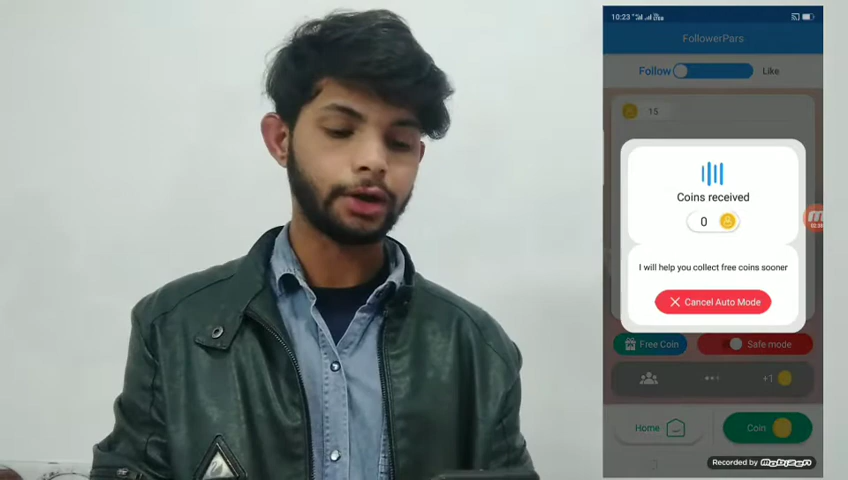 10:23
FollowerPars
Follow
Like
15
Coins received
0
I will help you collect free coins sooner
Cancel Auto Mode
Free Coin
Safe mode
+1
Home
Coin
Recorded by mobizen